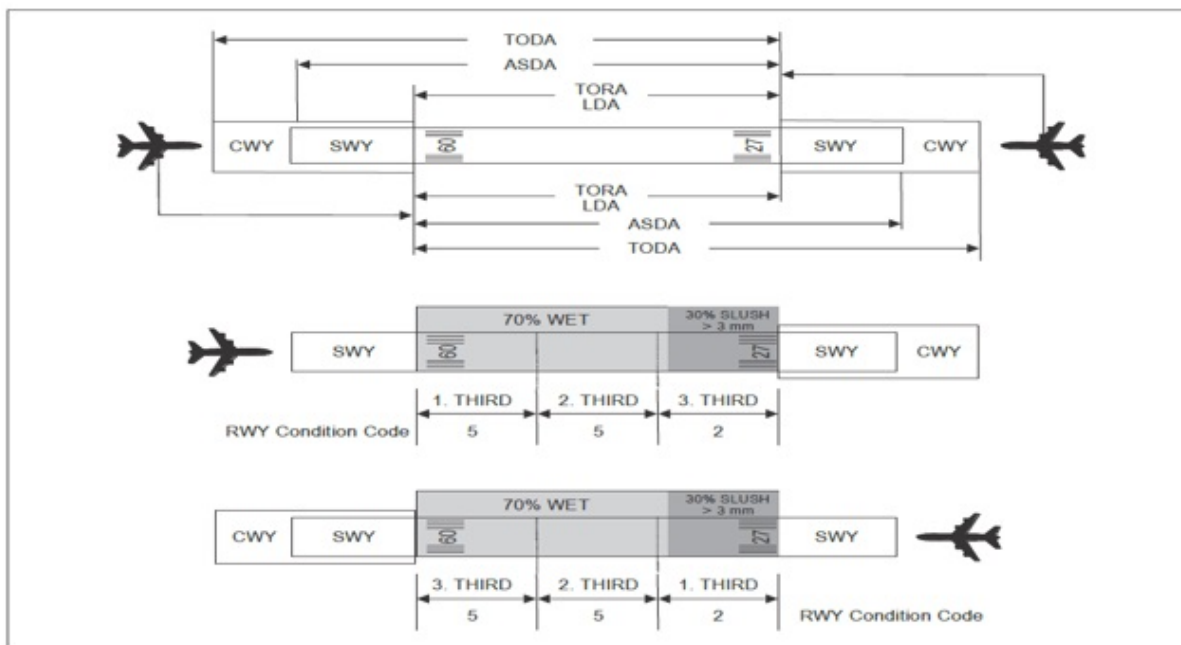 TODA
ASDA
TORA
LDA
CWY SWY 09 27 SWY CWY
TORA
LDA
ASDA
TODA
70% WET 30% SLUSH
> 3 mm
SWY 09 27 SWY CWY
1. THIRD 2. THIRD 3. THIRD
RWY Condition Code 5 5 2
70% WET 30% SLUSH
> 3 mm
CWY SWY 09 27 SWY
3. THIRD 2. THIRD 1. THIRD
5 5 2 RWY Condition Code